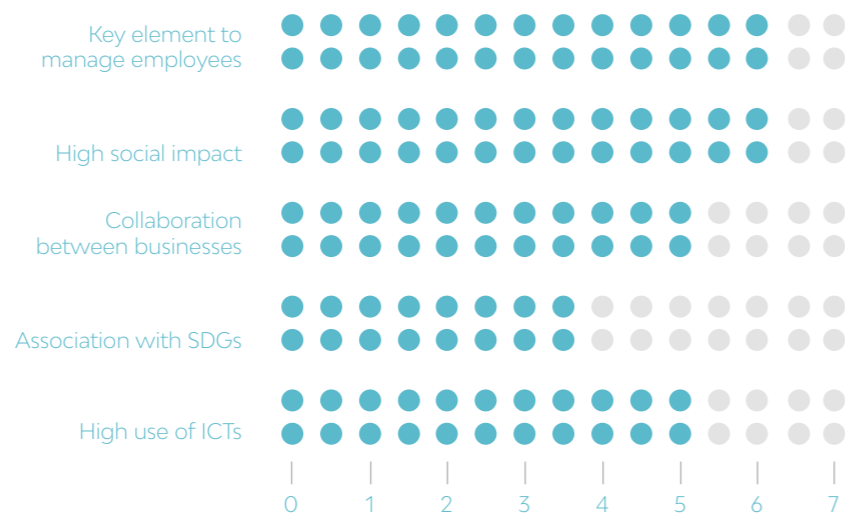 Key element to
manage employees
High social impact
Collaboration
between businesses
Association with SDGs
High use of ICTs
0 1 2 3 4 5 6 7